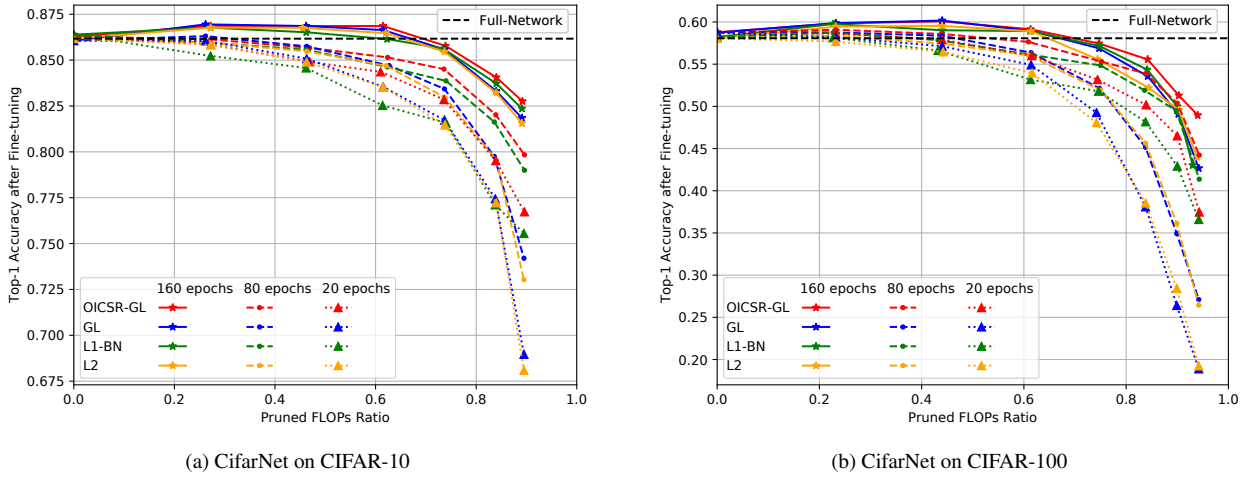 0.875
0.850
0.825
0.800
0.775
0.750
0.725
0.700
0.675
Top-1 Accuracy after Fine-tuning
Full-Network
160 epochs 80 epochs 20 epochs
OICSR-GL
GL
L1-BN
L2
0.0 0.2 0.4 0.6 0.8 1.0
Pruned FLOPs Ratio
(a) CifarNet on CIFAR-10
0.60
0.55
0.50
0.45
0.40
0.35
0.30
0.25
0.20
Top-1 Accuracy after Fine-tuning
Full-Network
160 epochs 80 epochs 20 epochs
OICSR-GL
GL
L1-BN
L2
0.0 0.2 0.4 0.6 0.8 1.0
Pruned FLOPs Ratio
(b) CifarNet on CIFAR-100